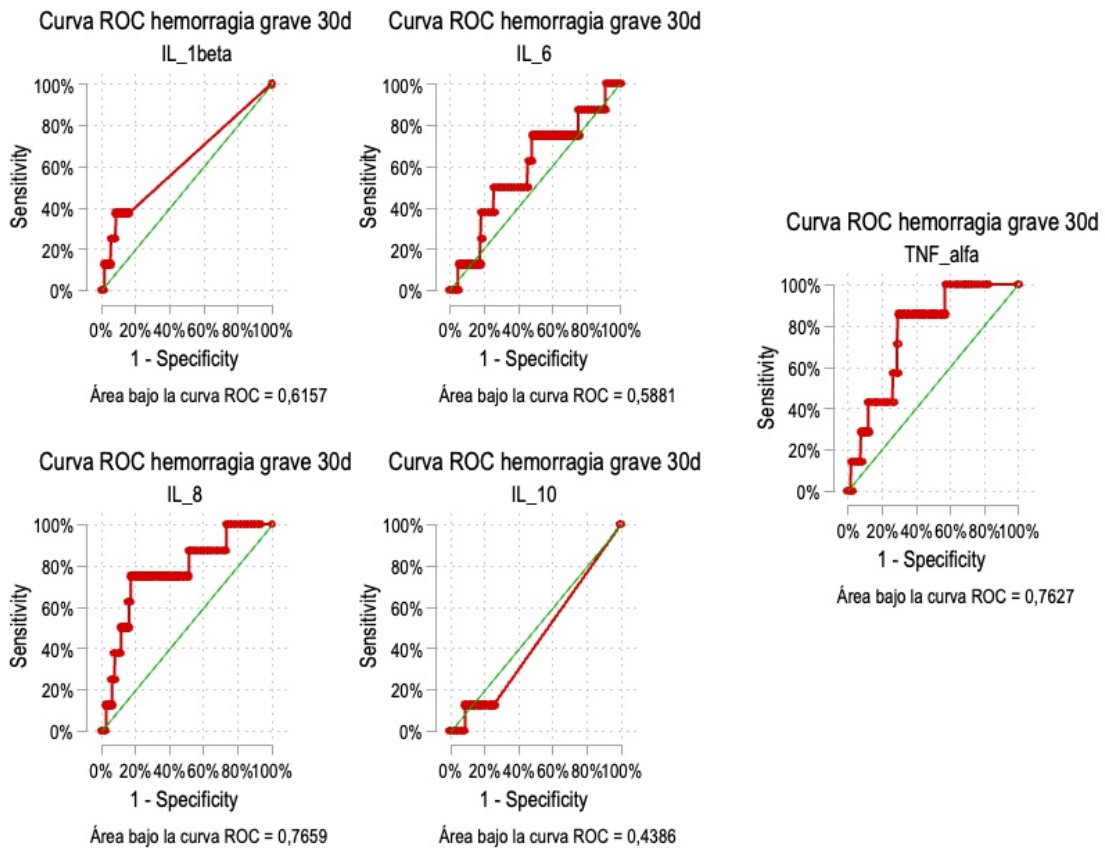 Curva ROC hemorragia grave 30d
IL_1beta
100%
80%
60%
40%
20%
0%
Sensitivity
0% 20% 40% 60% 80% 100%
1 - Specificity
Área bajo la curva ROC = 0,6157
Curva ROC hemorragia grave 30d
IL_6
100%
80%
60%
40%
20%
0%
Sensitivity
0% 20% 40% 60% 80% 100%
1 - Specificity
Área bajo la curva ROC = 0,5881
Curva ROC hemorragia grave 30d
TNF_alfa
100%
80%
60%
40%
20%
0%
Sensitivity
0% 20% 40% 60% 80% 100%
1 - Specificity
Área bajo la curva ROC = 0,7627
Curva ROC hemorragia grave 30d
IL_8
100%
80%
60%
40%
20%
0%
Sensitivity
0% 20% 40% 60% 80% 100%
1 - Specificity
Área bajo la curva ROC = 0,7659
Curva ROC hemorragia grave 30d
IL_10
100%
80%
60%
40%
20%
0%
Sensitivity
0% 20% 40% 60% 80% 100%
1 - Specificity
Área bajo la curva ROC = 0,4386